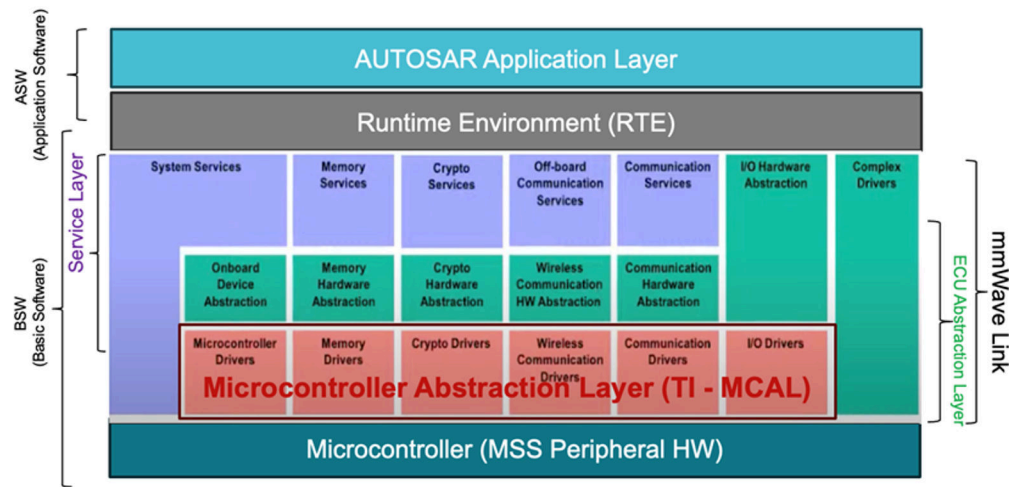 AUTOSAR Application Layer
ASW
(Application Software)
Runtime Environment (RTE)
System Services
Memory
Services
Crypto
Services
Off-board
Communication
Services
Communication
Services
I/O Hardware
Abstraction
Complex
Drivers
Service Layer
BSW
(Basic Software)
Onboard
Device
Abstraction
Memory
Hardware
Abstraction
Crypto
Hardware
Abstraction
Wireless
Communication
HW Abstraction
Communication
Hardware
Abstraction
Microcontroller
Drivers
Memory
Drivers
Crypto Drivers
Wireless
Communication
Drivers
Communication
Drivers
I/O Drivers
Microcontroller Abstraction Layer (TI - MCAL)
ECU Abstraction Layer
mmWave Link
Microcontroller (MSS Peripheral HW)